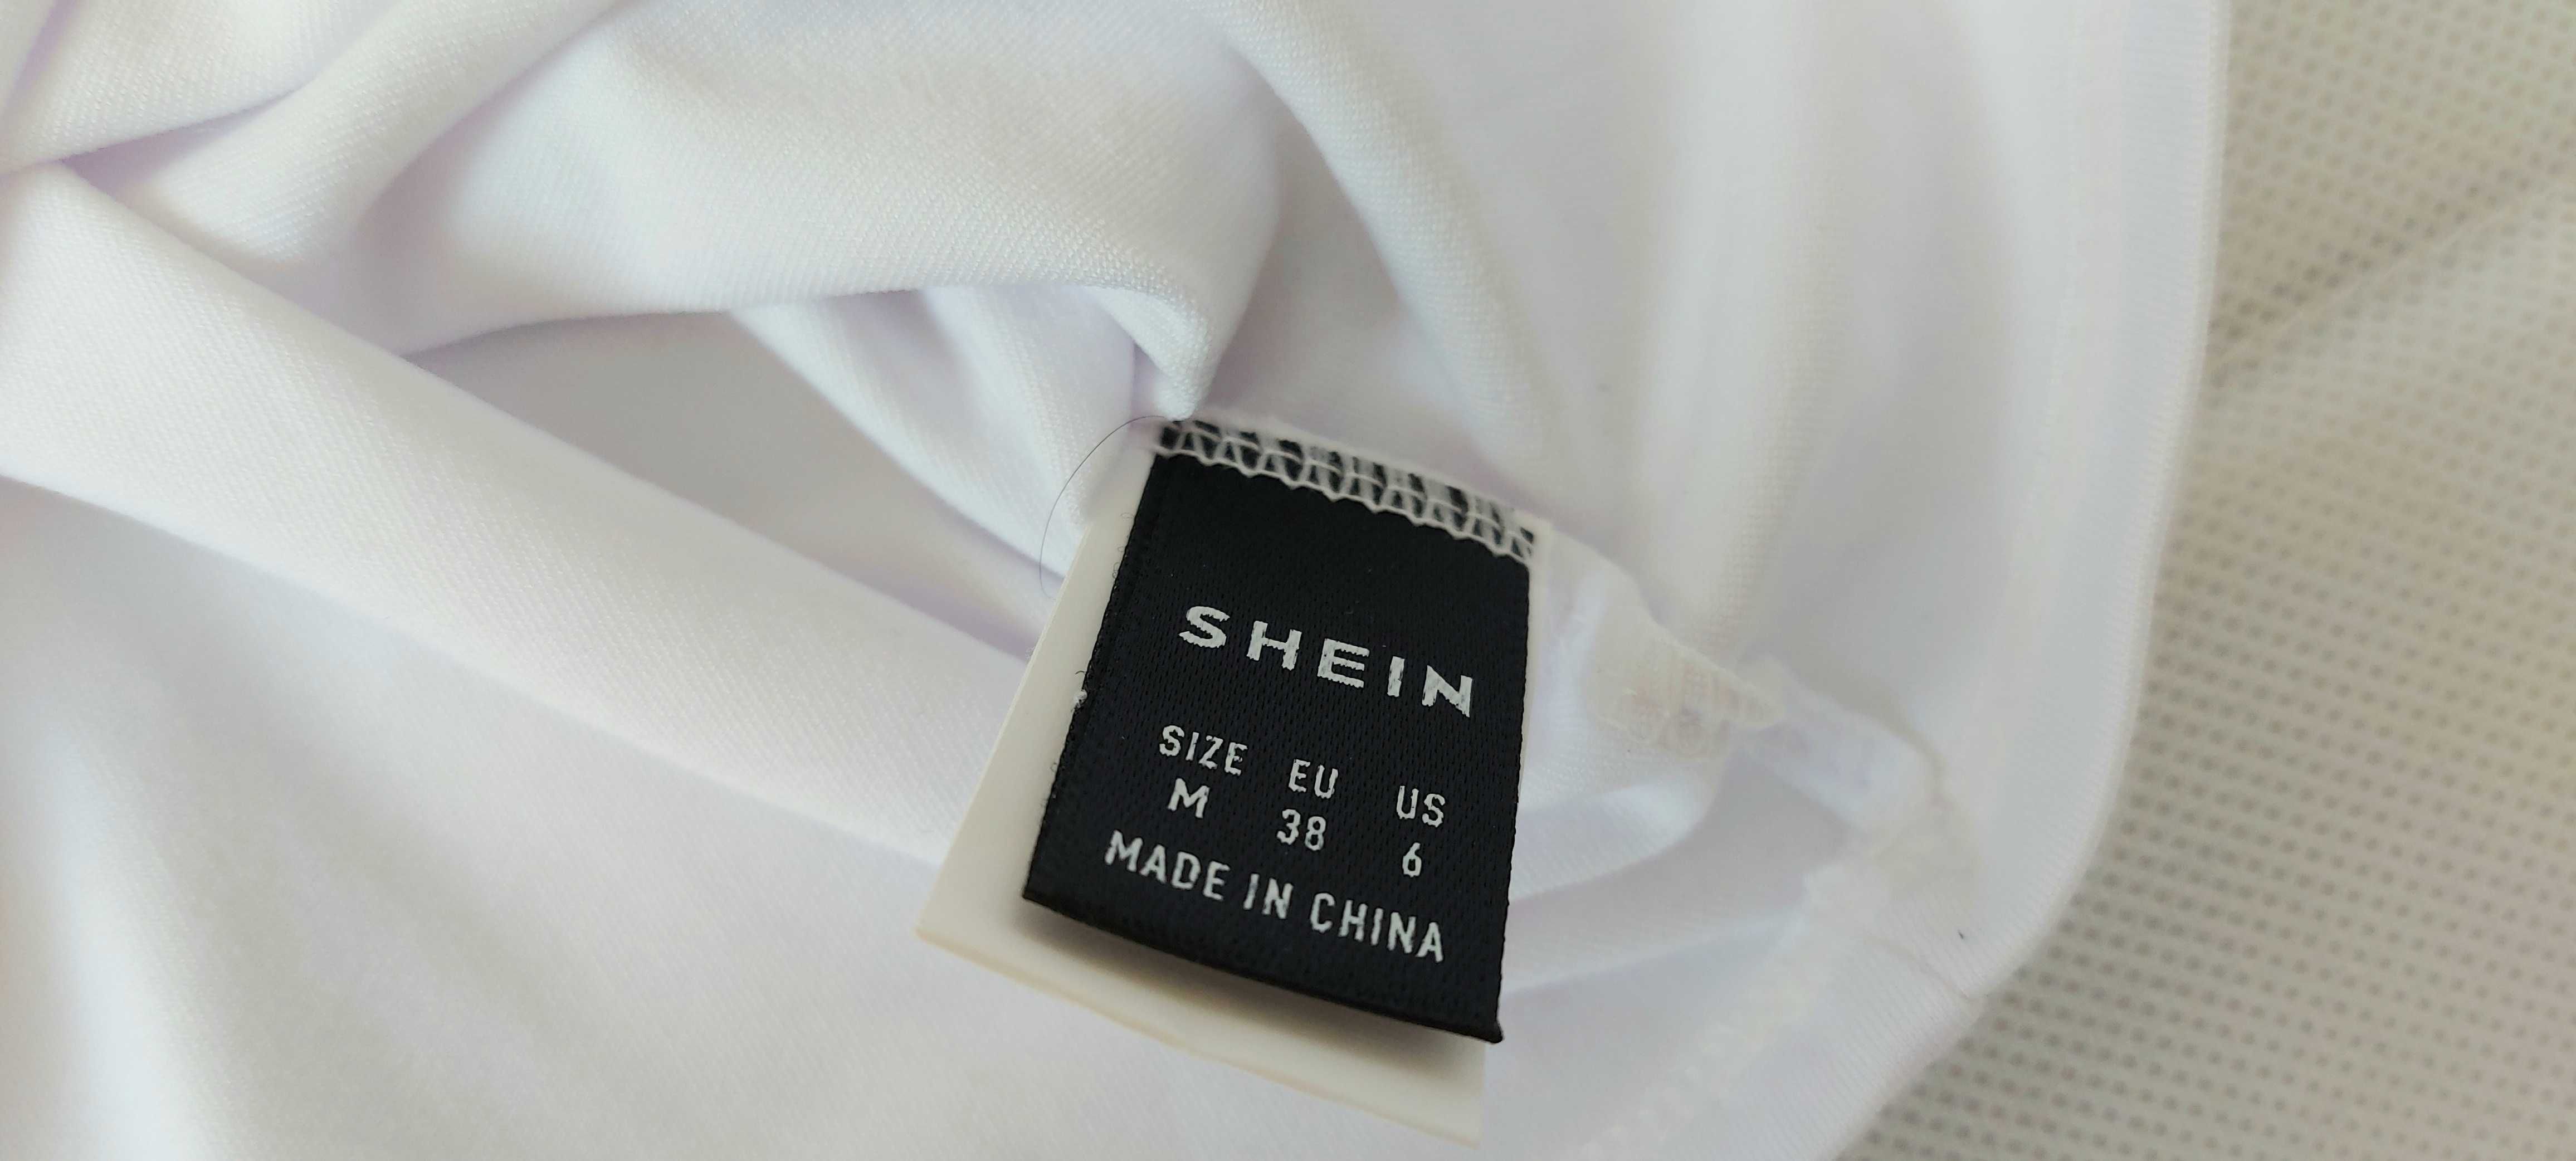 SHEIN
SIZE EU US
M 38 6
MADE IN CHINA